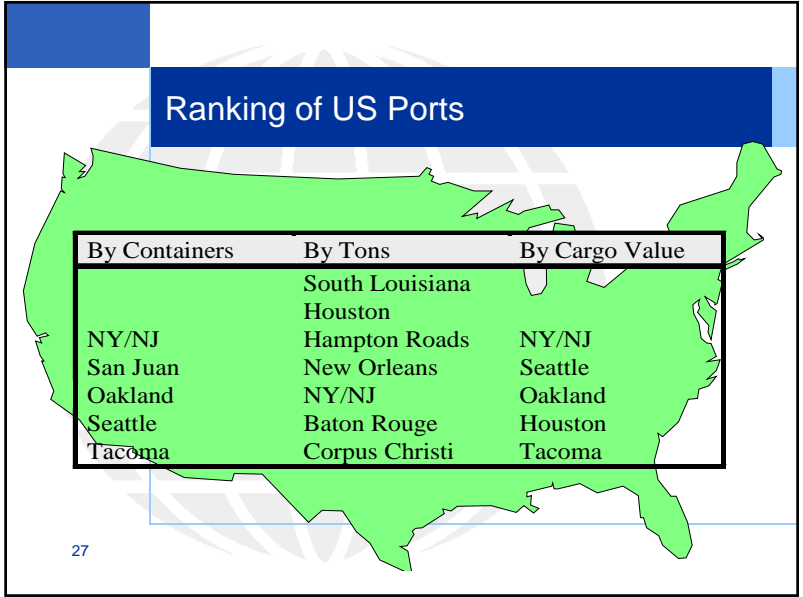 Ranking of US Ports
By Containers By Tons By Cargo Value
South Louisiana
Houston
NY/NJ Hampton Roads NY/NJ
San Juan New Orleans Seattle
Oakland NY/NJ Oakland
Seattle Baton Rouge Houston
Tacoma Corpus Christi Tacoma
27